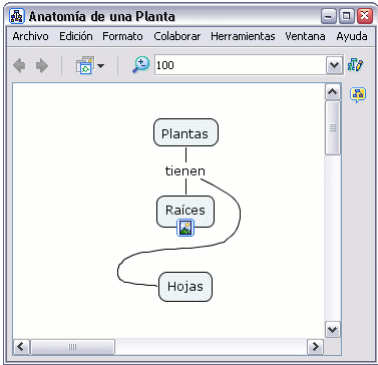 Anatomía de una Planta
Archivo Edición Formato Colaborar Herramientas Ventana Ayuda
100
Plantas
tienen
Raíces
Hojas